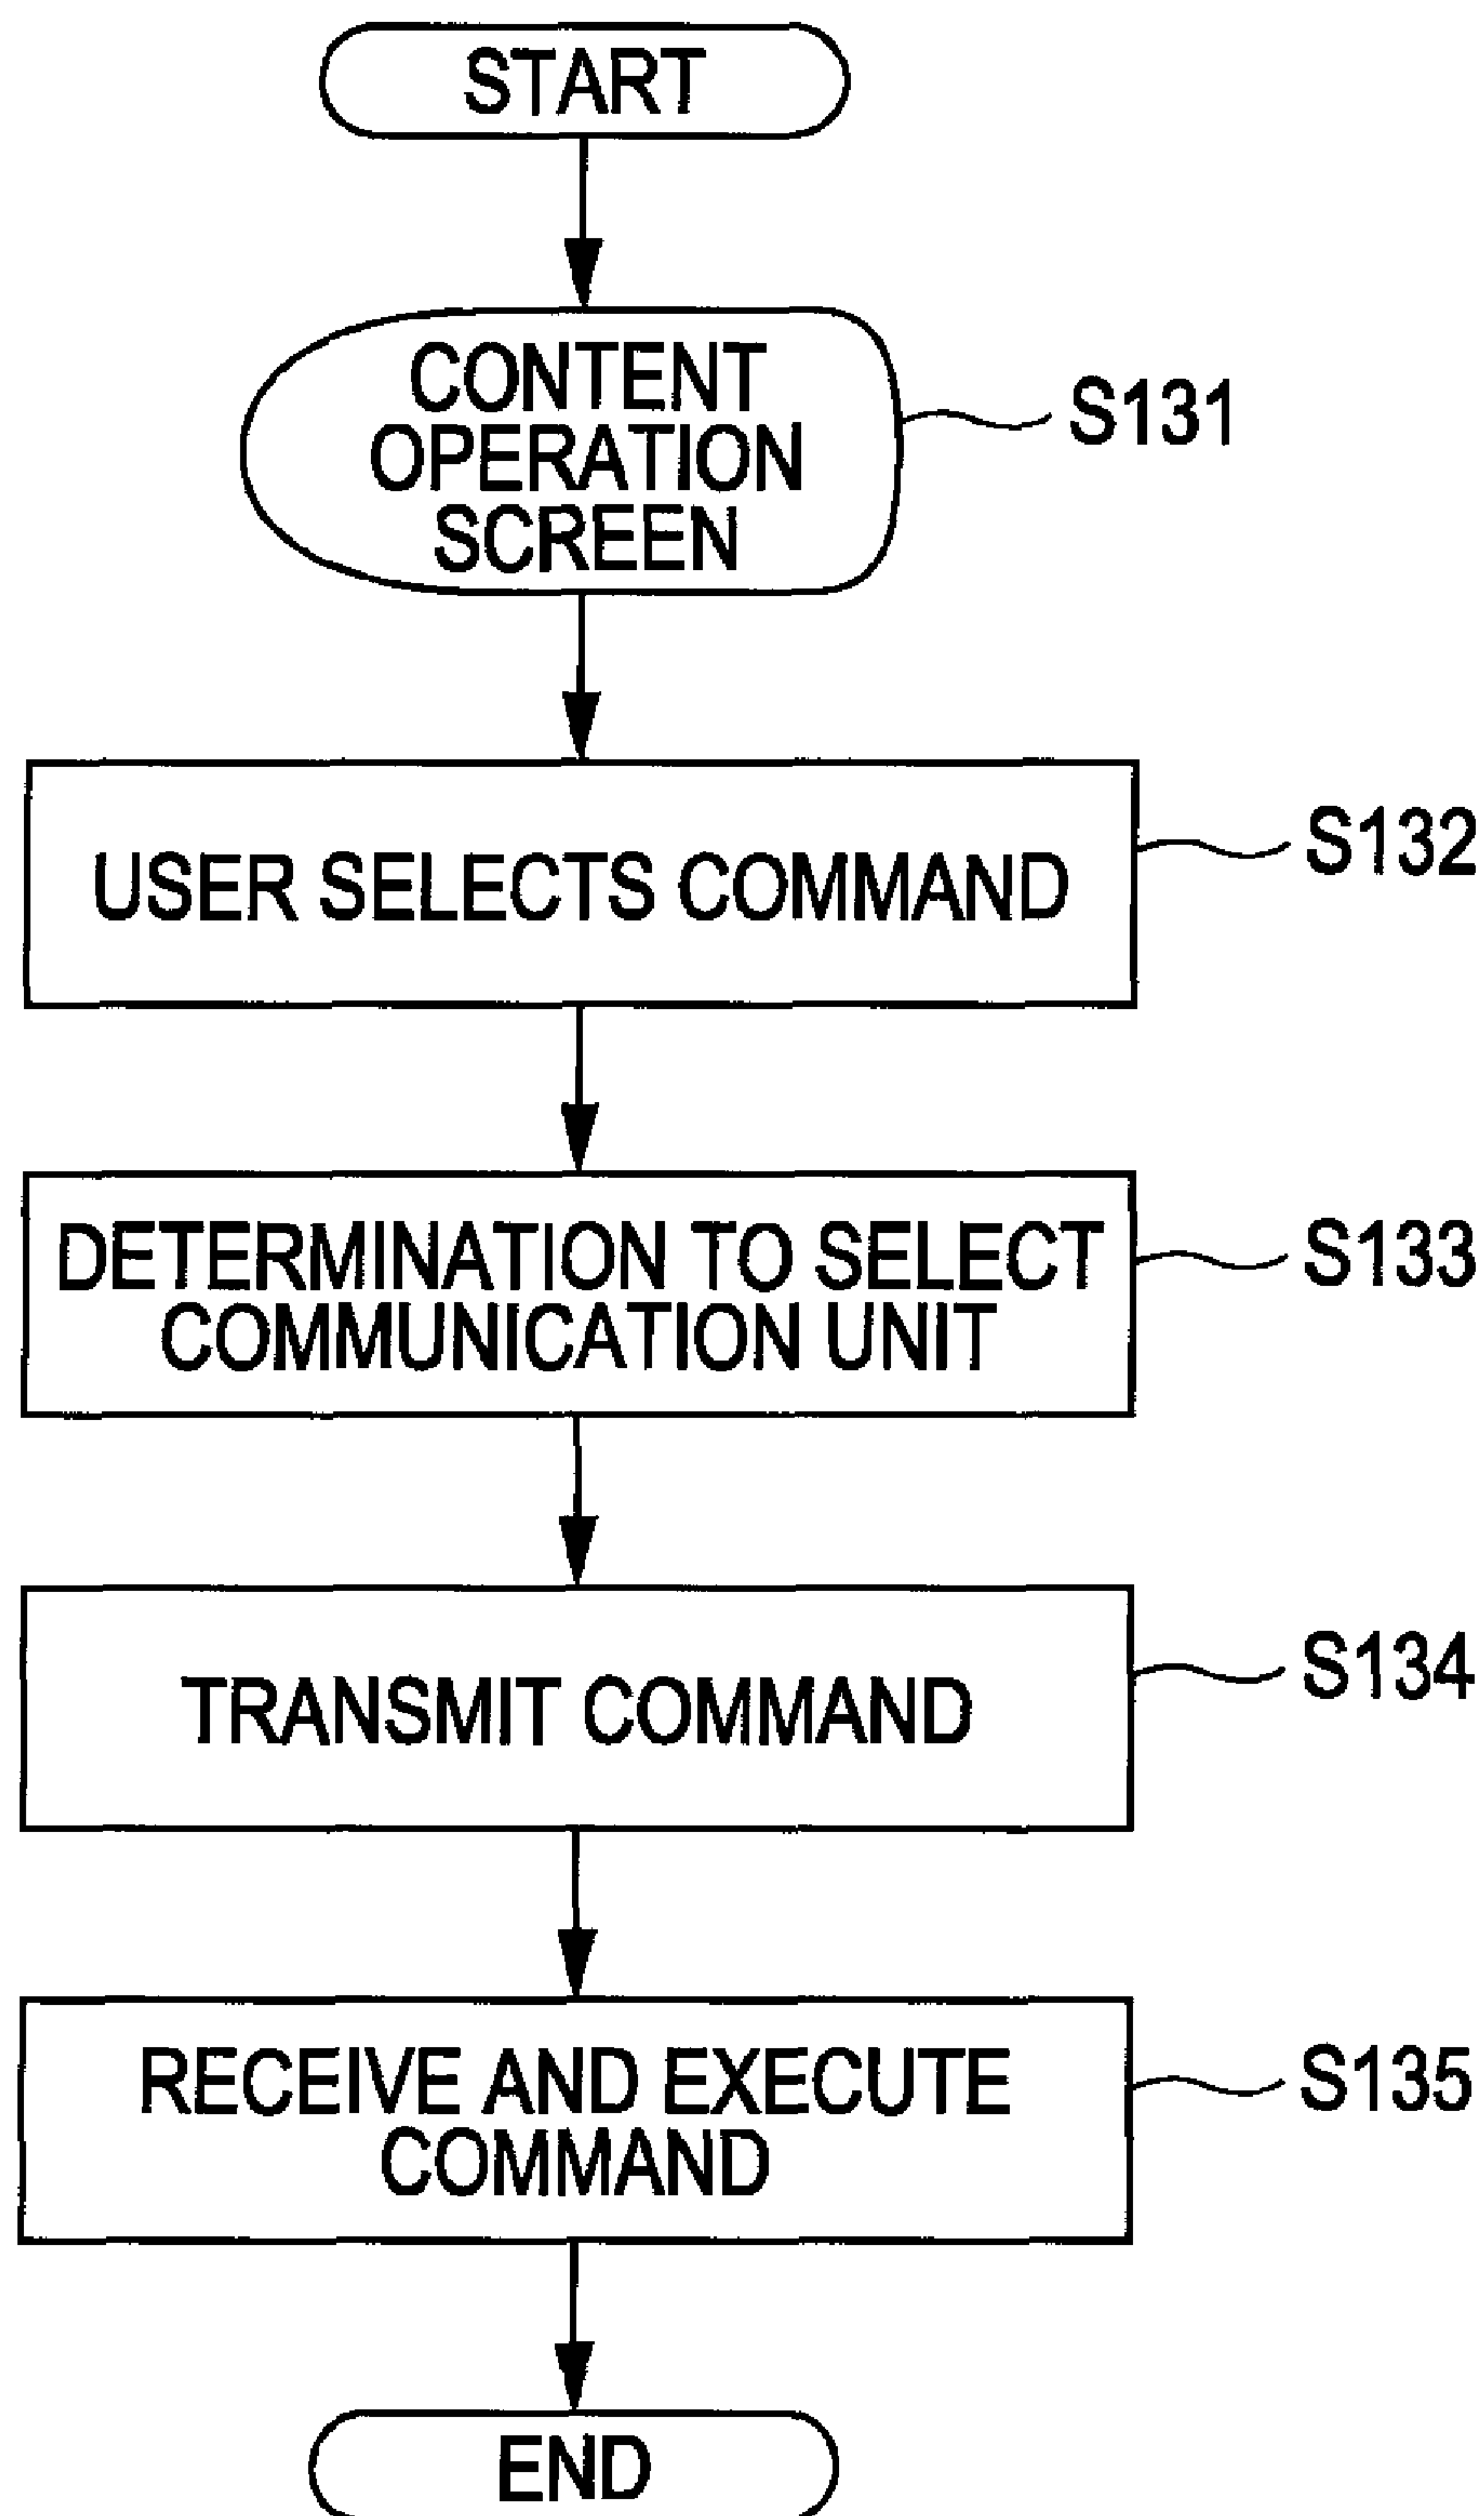 START
CONTENT
OPERATION
SCREEN
S131
USER SELECTS COMMAND
S132
DETERMINATION TO SELECT
COMMUNICATION UNIT
S133
TRANSMIT COMMAND
S134
RECEIVE AND EXECUTE
COMMAND
S135
END